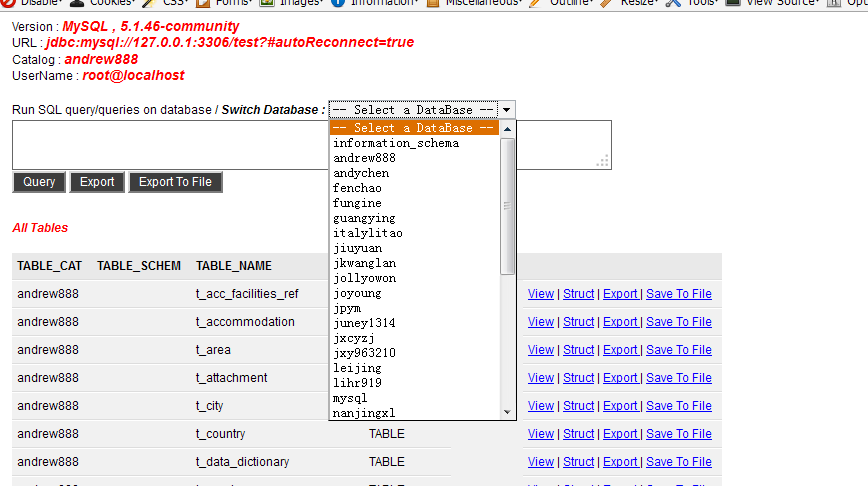 Disable Cookies CSS Forms Images Information Miscellaneous Outline Resize Tools View Source
Version : MySQL , 5.1.46-community
URL : jdbc:mysql://127.0.0.1:3306/test?#autoReconnect=true
Catalog : andrew888
UserName : root@localhost
Run SQL query/queries on database / Switch Database : -- Select a DataBase --
-- Select a DataBase --
information_schema
andrew888
andychen
fenchao
fungine
guangying
italylitao
jiuyuan
jkwanglan
jollyowon
joyoung
jpym
juney1314
jxcyzj
jxy963210
leijing
lihr919
mysql
nanjingxl
Query Export Export To File
All Tables
TABLE_CAT TABLE_SCHEM TABLE_NAME
andrew888 t_acc_facilities_ref View | Struct | Export | Save To File
andrew888 t_accommodation View | Struct | Export | Save To File
andrew888 t_area View | Struct | Export | Save To File
andrew888 t_attachment View | Struct | Export | Save To File
andrew888 t_city View | Struct | Export | Save To File
andrew888 t_country TABLE View | Struct | Export | Save To File
andrew888 t_data_dictionary TABLE View | Struct | Export | Save To File